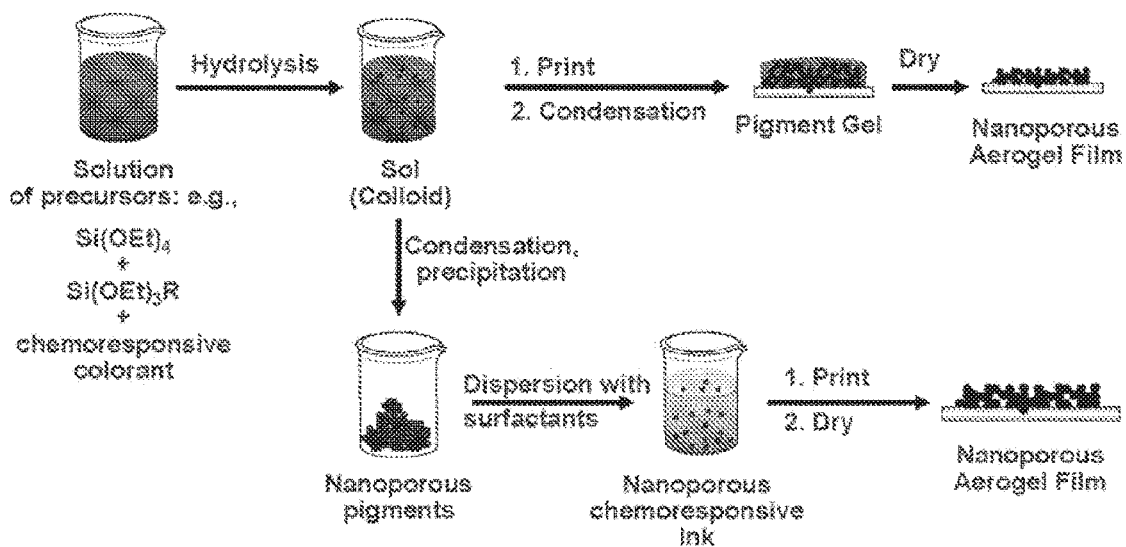 Hydrolysis
1. Print
2. Condensation
Dry
Solution
of precursors: e.g.,
Si(OEt)4
+
Si(OEt)3R
+
chemoresponsive
colorant
Sol
(Colloid)
Pigment Gel
Nanoporous
Aerogel Film
Condensation,
precipitation
Dispersion with
surfactants
1. Print
2. Dry
Nanoporous
pigments
Nanoporous
chemoresponsive
ink
Nanoporous
Aerogel Film